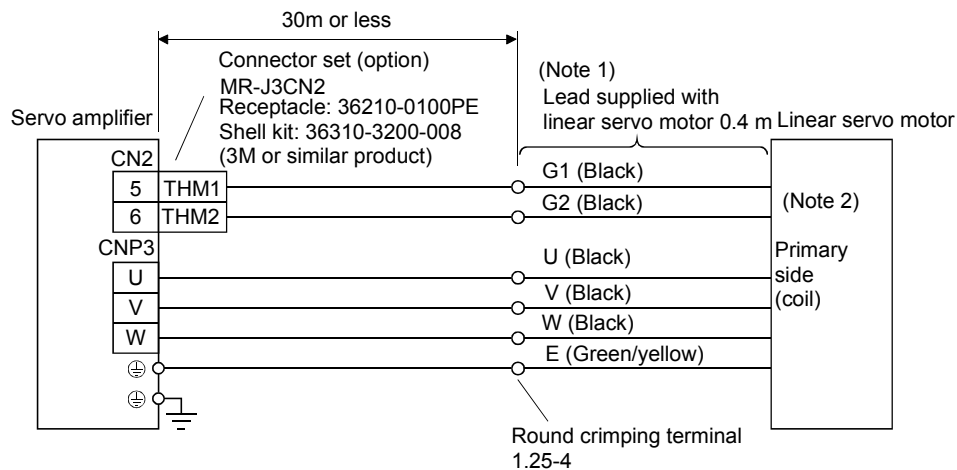 30m or less
Connector set (option)
MR-J3CN2
Receptacle: 36210-0100PE
Shell kit: 36310-3200-008
(3M or similar product)
(Note 1)
Lead supplied with
linear servo motor 0.4 m
Servo amplifier
Linear servo motor
CN2
5 THM1
G1 (Black)
6 THM2
G2 (Black)
(Note 2)
CNP3
Primary
side
(coil)
U
U (Black)
V
V (Black)
W
W (Black)
E (Green/yellow)
Round crimping terminal
1.25-4